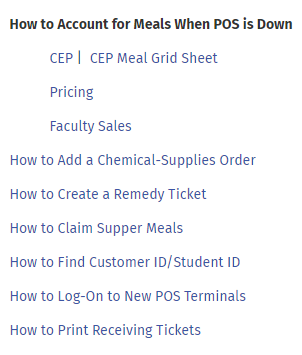 How to Account for Meals When POS is Down
CEP | CEP Meal Grid Sheet
Pricing
Faculty Sales
How to Add a Chemical-Supplies Order
How to Create a Remedy Ticket
How to Claim Supper Meals
How to Find Customer ID/Student ID
How to Log-On to New POS Terminals
How to Print Receiving Tickets